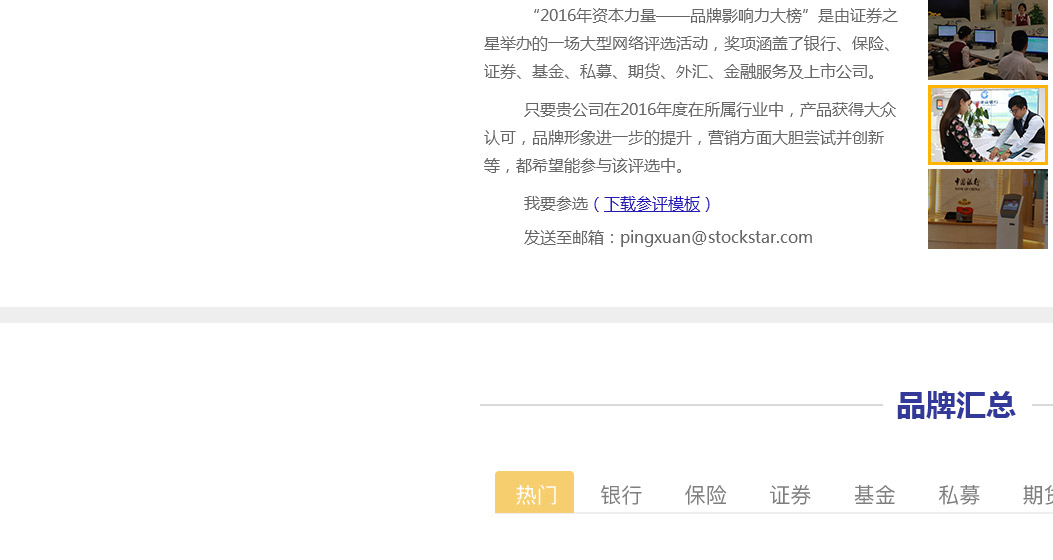 “2016年资本力量——品牌影响力大榜”是由证券之
星举办的一场大型网络评选活动，奖项涵盖了银行、保险、
证券、基金、私募、期货、外汇、金融服务及上市公司。
只要贵公司在2016年度在所属行业中，产品获得大众
认可，品牌形象进一步的提升，营销方面大胆尝试并创新
等，都希望能参与该评选中。
我要参选（下载参评模板）
发送至邮箱：pingxuan@stockstar.com
中国银行
BANK OF CHINA
品牌汇总
热门 银行 保险 证券 基金 私募 期货